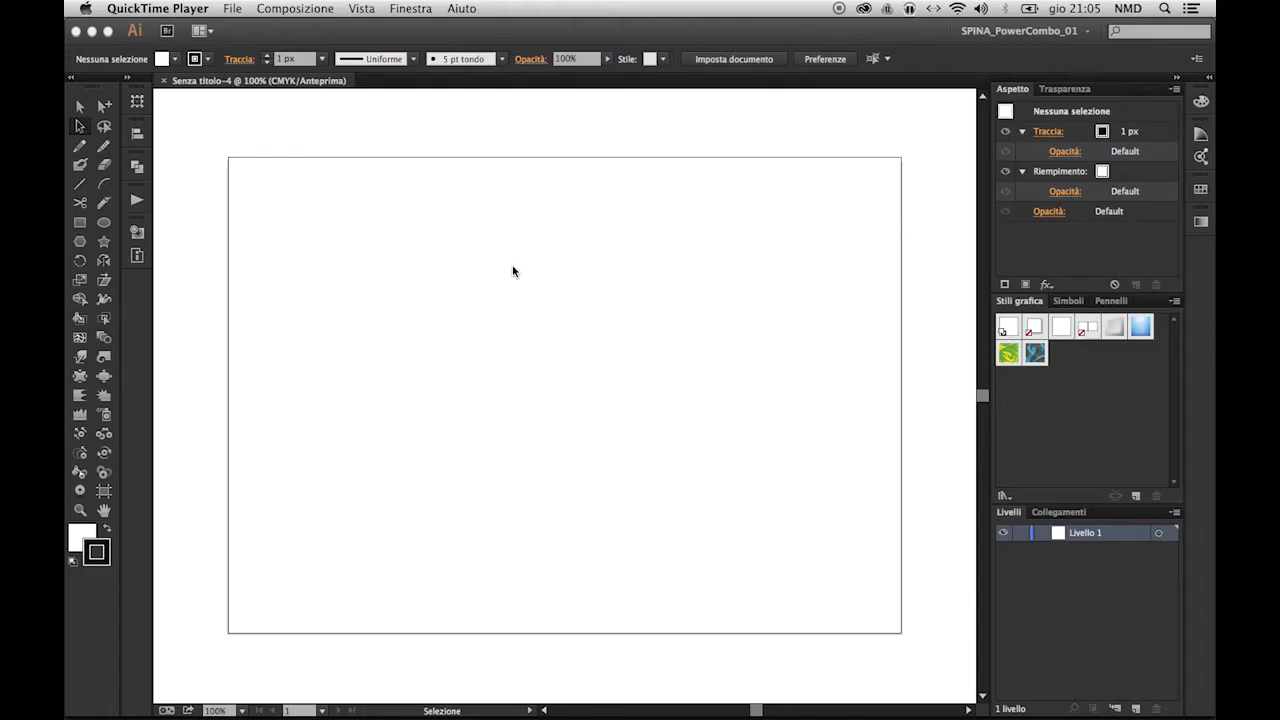 QuickTime Player File Composizione Vista Finestra Aiuto gio 21:05 NMD
Ai Br SPINA_PowerCombo_01
Nessuna selezione Traccia: 1 px Uniforme 5 pt tondo Opacità: 100% Stile: Imposta documento Preferenze
× Senza titolo-4 @ 100% (CMYK/Anteprima)
Aspetto Trasparenza
Nessuna selezione
Traccia: 1 px
Opacità: Default
Riempimento:
Opacità: Default
Opacità: Default
fx
Stili grafica Simboli Pennelli
Livelli Collegamenti
Livello 1
100% 1 Selezione 1 livello